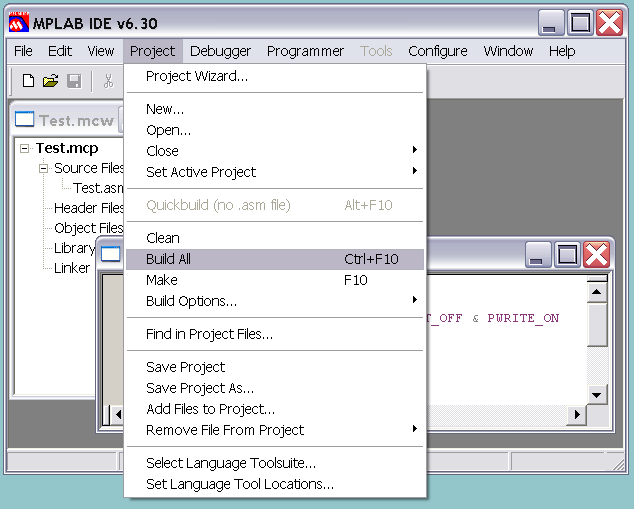 MPLAB IDE v6.30
File Edit View Project Debugger Programmer Tools Configure Window Help
Project Wizard...
New...
Open...
Close
Set Active Project
Quickbuild (no .asm file) Alt+F10
Clean
Build All Ctrl+F10
Make F10
Build Options...
Find in Project Files...
Save Project
Save Project As...
Add Files to Project...
Remove File From Project
Select Language Toolsuite...
Set Language Tool Locations...
Test.mcw
Test.mcp
Source Files
Test.asm
Header Files
Object Files
Library
Linker
T_OFF & PWRITE_ON